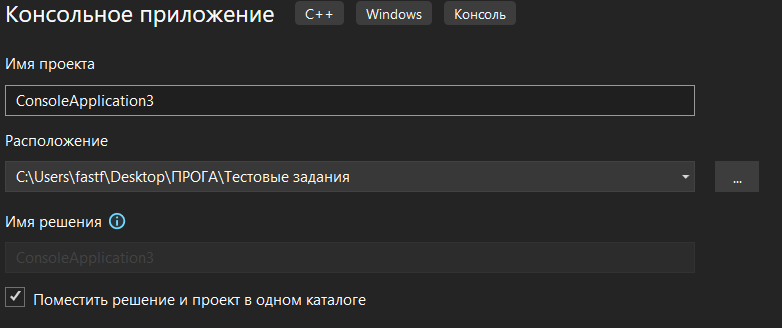 Консольное приложение C++ Windows Консоль
Имя проекта
ConsoleApplication3
Расположение
C:\Users\fastf\Desktop\ПРОГА\Тестовые задания ...
Имя решения
ConsoleApplication3
Поместить решение и проект в одном каталоге